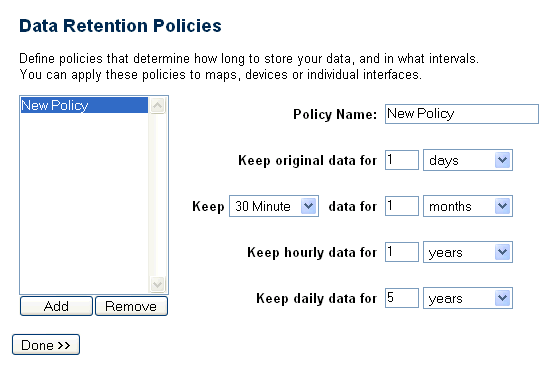 Data Retention Policies
Define policies that determine how long to store your data, and in what intervals.
You can apply these policies to maps, devices or individual interfaces.
New Policy
Policy Name: New Policy
Keep original data for 1 days
Keep 30 Minute data for 1 months
Keep hourly data for 1 years
Keep daily data for 5 years
Add Remove
Done >>